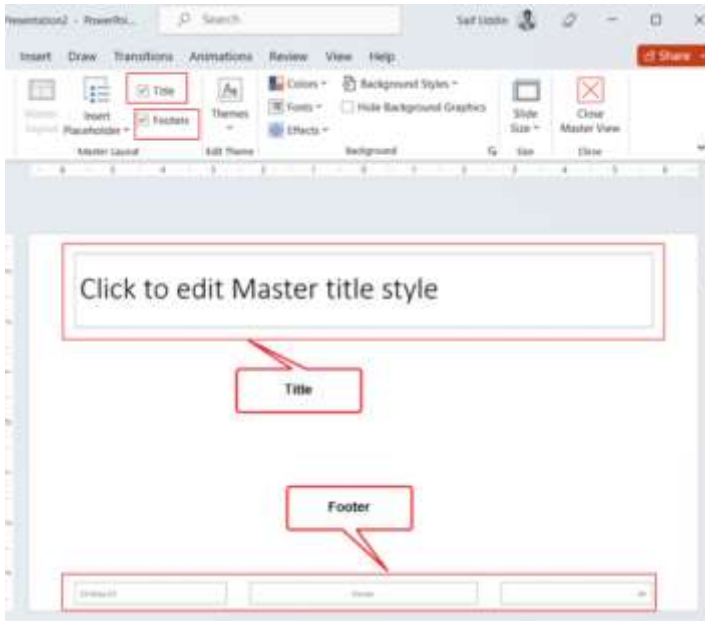 Presentation2 - PowerPoi... Search Saif Uddin
Insert Draw Transitions Animations Review View Help Share
Insert Placeholder Title Footers Themes Colors Fonts Effects Background Styles Hide Background Graphics Slide Size Close Master View
Master Layout Edit Theme Background Size Close
Click to edit Master title style
Title
Footer
Footer